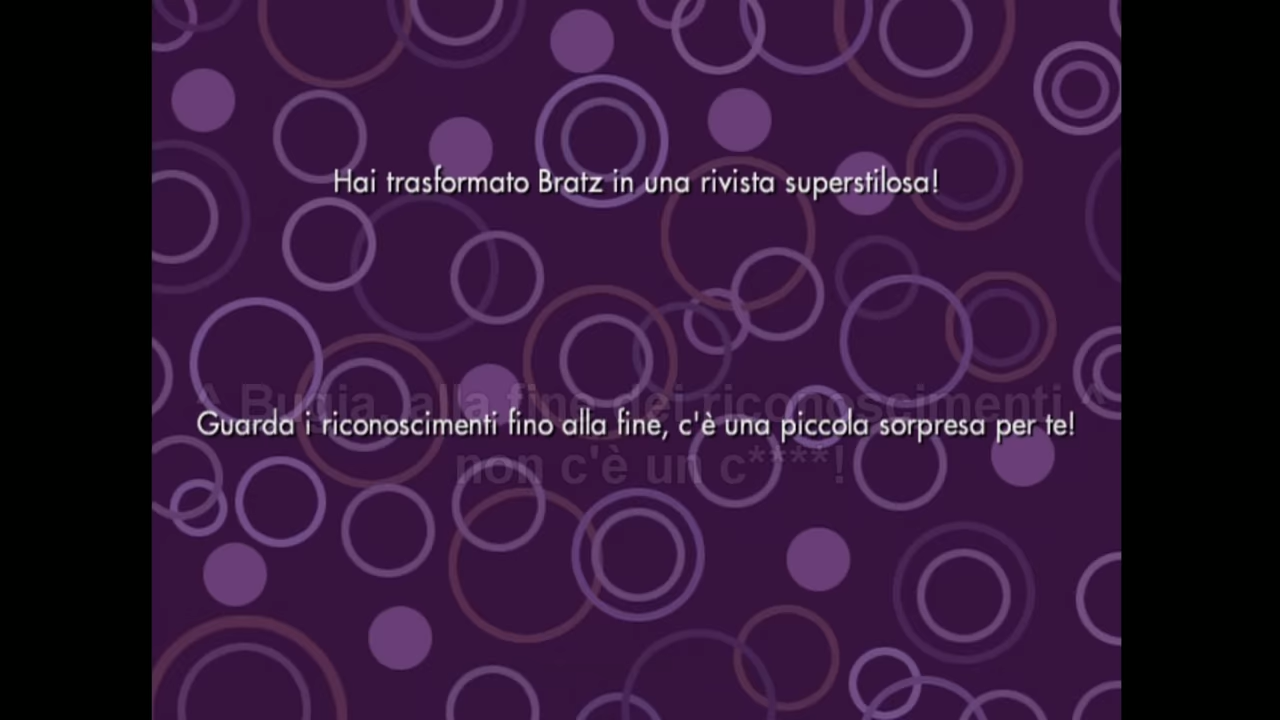 Hai trasformato Bratz in una rivista superstilosa!
^ Bugia, alla fine dei riconoscimenti ^
Guarda i riconoscimenti fino alla fine, c'è una piccola sorpresa per te!
non c'è un c****!